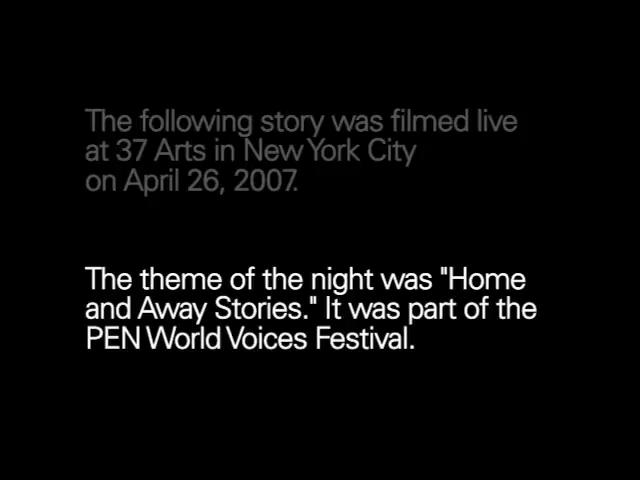 The following story was filmed live
at 37 Arts in New York City
on April 26, 2007.
The theme of the night was "Home
and Away Stories." It was part of the
PEN World Voices Festival.